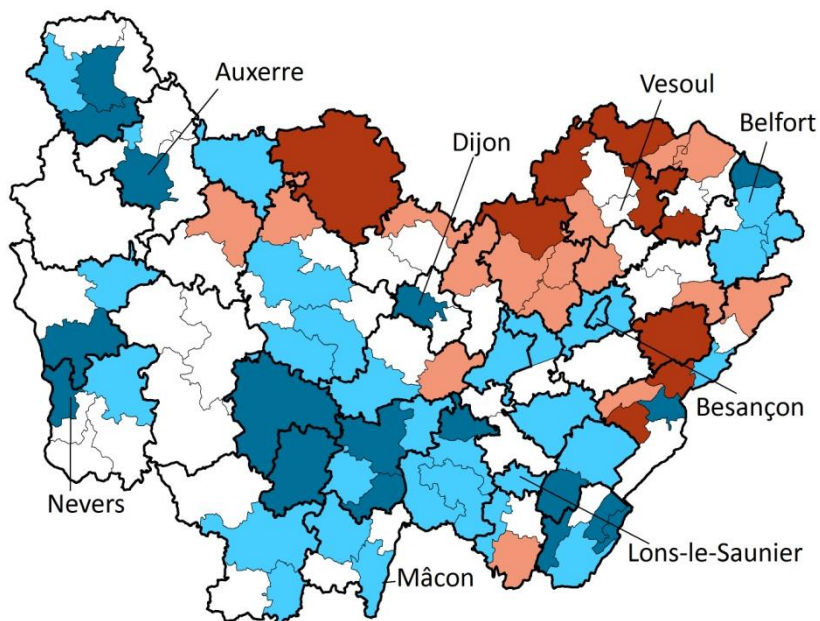 Auxerre
Vesoul
Belfort
Dijon
Besançon
Nevers
Lons-le-Saunier
Mâcon